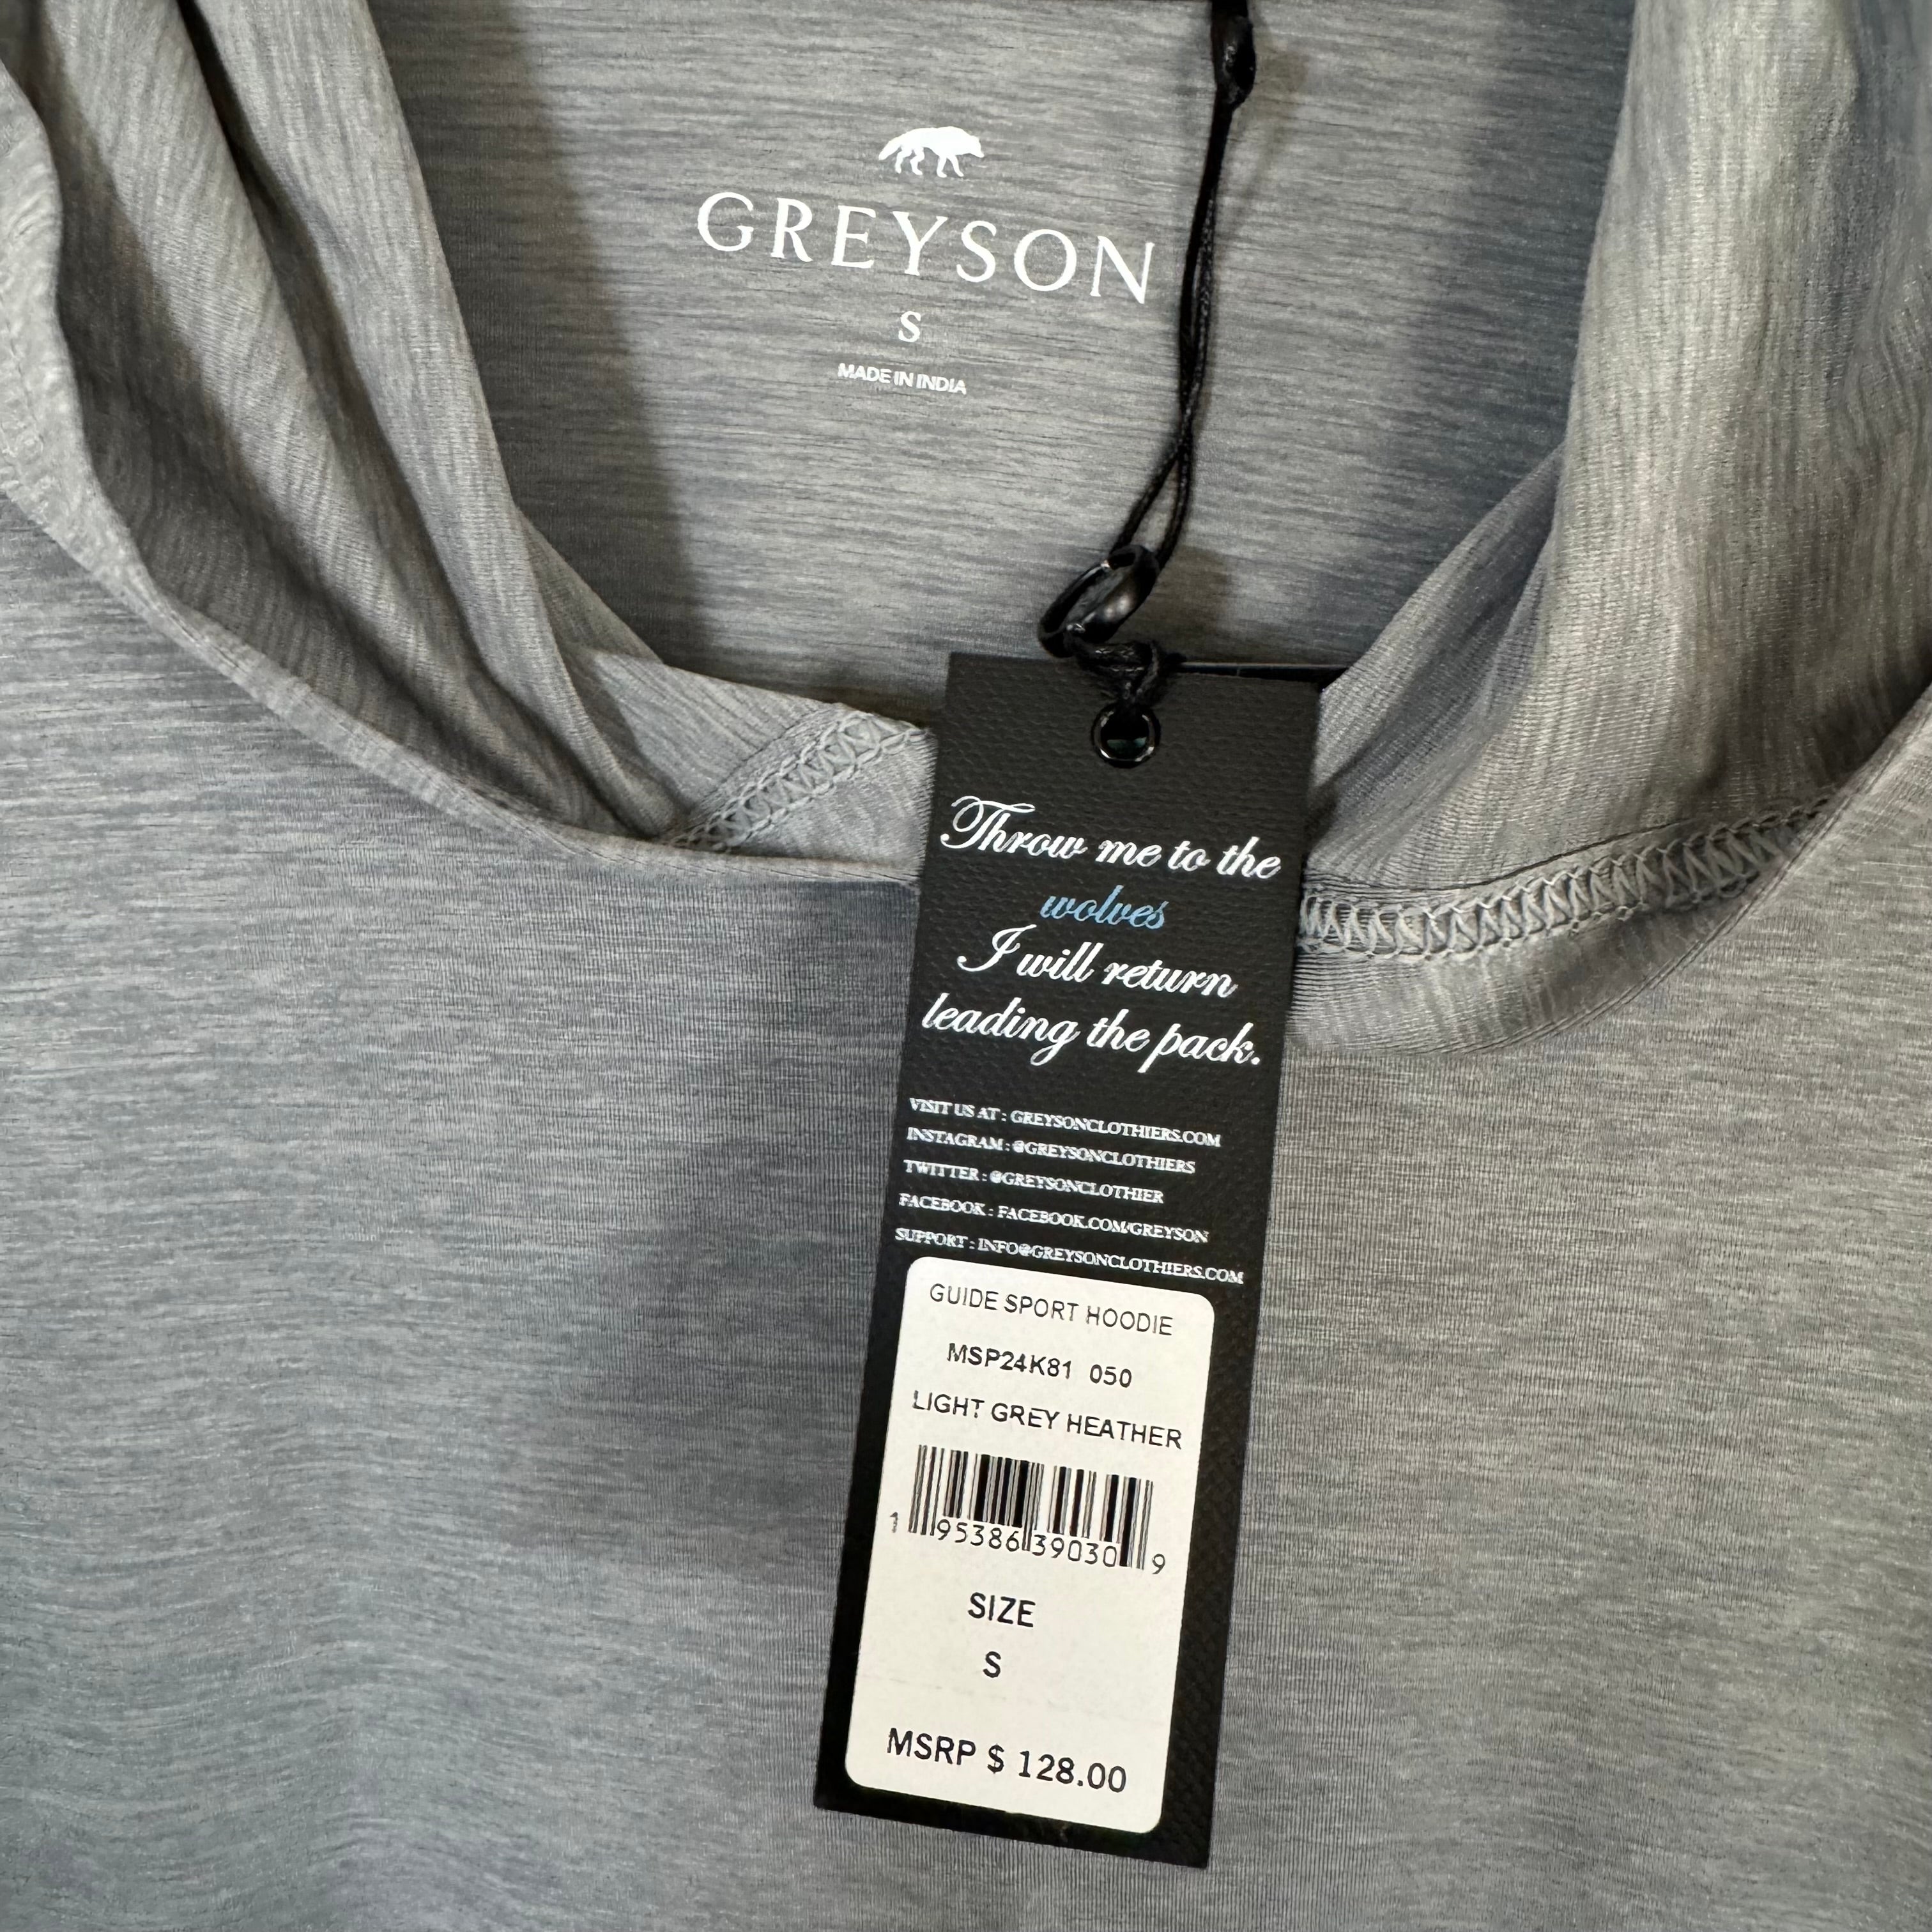 GREYSON
S
MADE IN INDIA
Throw me to the
wolves
I will return
leading the pack.
VISIT US AT : GREYSONCLOTHIERS.COM
INSTAGRAM : @GREYSONCLOTHIERS
TWITTER : @GREYSONCLOTHIER
FACEBOOK : FACEBOOK.COM/GREYSON
SUPPORT : INFO@GREYSONCLOTHIERS.COM
GUIDE SPORT HOODIE
MSP24K81 050
LIGHT GREY HEATHER
1 95386 39030 9
SIZE
S
MSRP $ 128.00